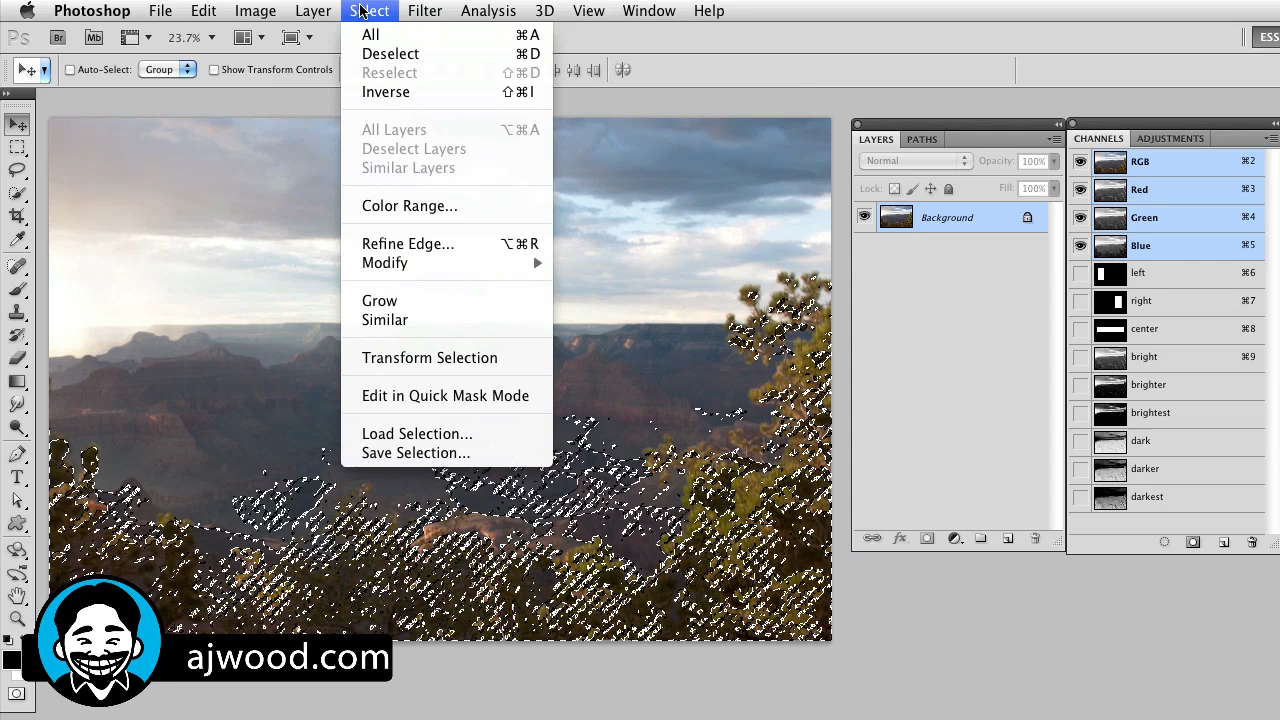 Photoshop File Edit Image Layer Select Filter Analysis 3D View Window Help
Ps Br Mb 23.7% ESS
Auto-Select: Group Show Transform Controls
All ⌘A
Deselect ⌘D
Reselect ⇧⌘D
Inverse ⇧⌘I
All Layers ⌥⌘A
Deselect Layers
Similar Layers
Color Range...
Refine Edge... ⌥⌘R
Modify
Grow
Similar
Transform Selection
Edit in Quick Mask Mode
Load Selection...
Save Selection...
LAYERS PATHS
Normal Opacity: 100%
Lock: Fill: 100%
Background
CHANNELS ADJUSTMENTS
RGB ⌘2
Red ⌘3
Green ⌘4
Blue ⌘5
left ⌘6
right ⌘7
center ⌘8
bright ⌘9
brighter
brightest
dark
darker
darkest
fx
T
ajwood.com